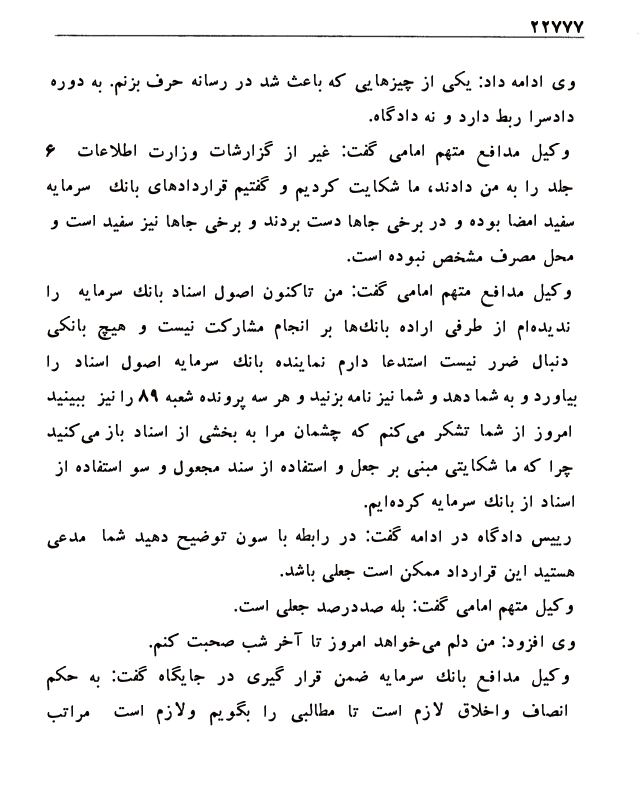 ۲۲۷۷۷
وی ادامه داد: یکی از چیزهایی که باعث شد در رسانه حرف بزنم. به دوره
دادسرا ربط دارد و نه دادگاه.
وکیل مدافع متهم امامی گفت: غیر از گزارشات وزارت اطلاعات ۶
جلد را به من دادند، ما شکایت کردیم و گفتیم قراردادهای بانك سرمایه
سفید امضا بوده و در برخی جاها دست بردند و برخی جاها نیز سفید است و
محل مصرف مشخص نبوده است.
وکیل مدافع متهم امامی گفت: من تاکنون اصول اسناد بانك سرمایه را
ندیده‌ام از طرفی اراده بانك‌ها بر انجام مشارکت نیست و هیچ بانکی
دنبال ضرر نیست استدعا دارم نماینده بانك سرمایه اصول اسناد را
بیاورد و به شما دهد و شما نیز نامه بزنید و هر سه پرونده شعبه ۸۹ را نیز ببینید
امروز از شما تشکر می‌کنم که چشمان مرا به بخشی از اسناد باز می‌کنید
چرا که ما شکایتی مبنی بر جعل و استفاده از سند مجعول و سو استفاده از
اسناد از بانك سرمایه کرده‌ایم.
رییس دادگاه در ادامه گفت: در رابطه با سون توضیح دهید شما مدعی
هستید این قرارداد ممکن است جعلی باشد.
وکیل متهم امامی گفت: بله صددرصد جعلی است.
وی افزود: من دلم می‌خواهد امروز تا آخر شب صحبت کنم.
وکیل مدافع بانك سرمایه ضمن قرار گیری در جایگاه گفت: به حکم
انصاف واخلاق لازم است تا مطالبی را بگویم ولازم است مراتب